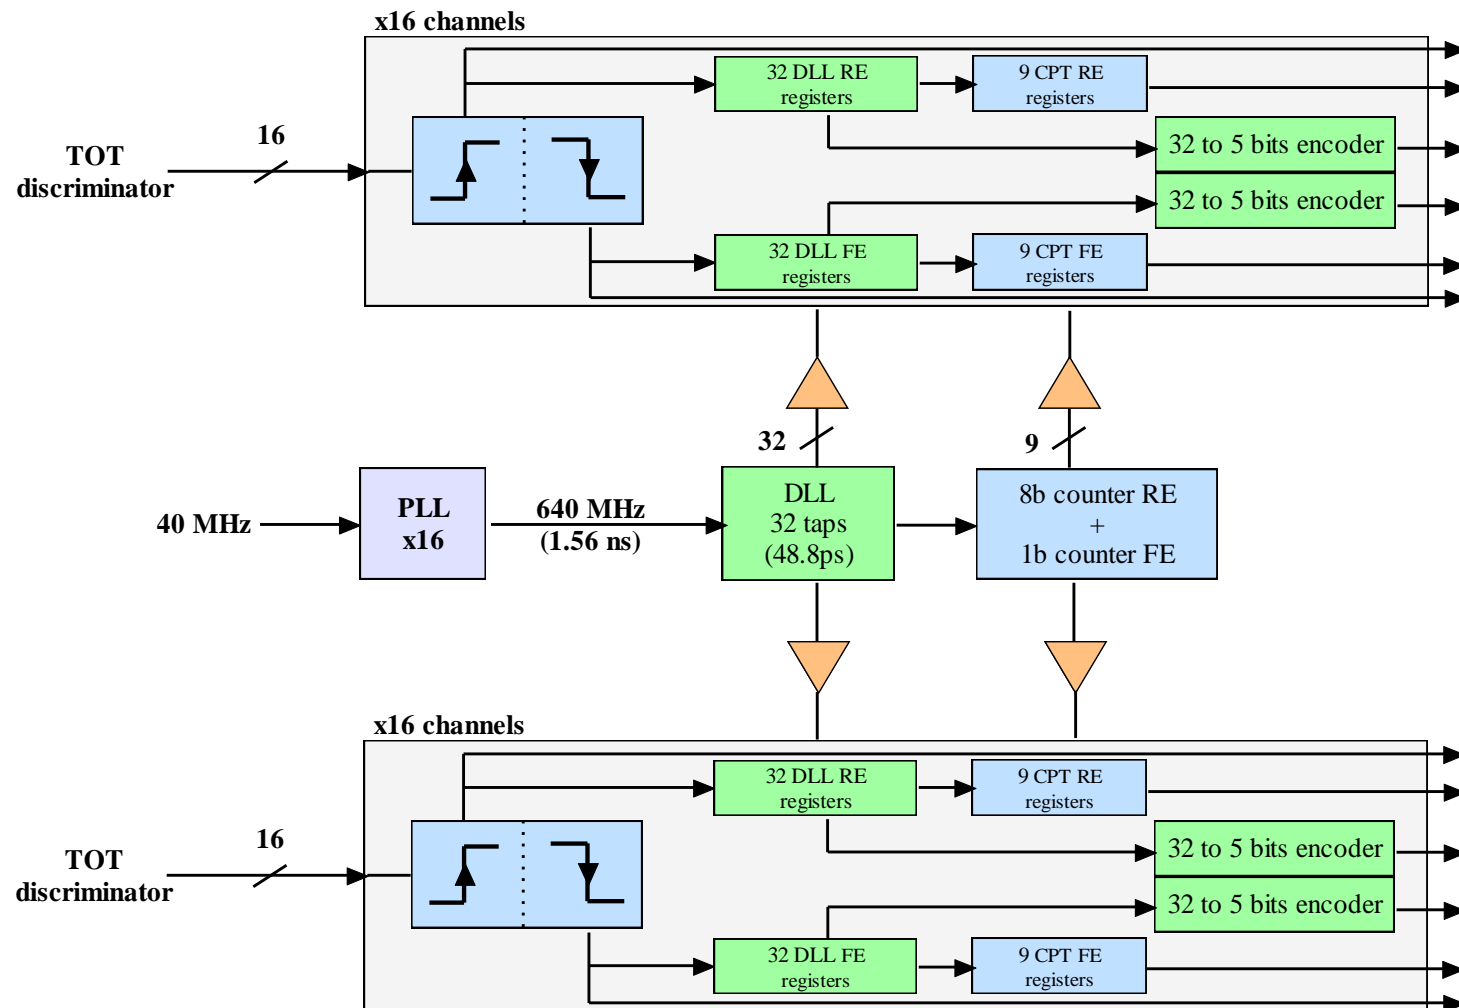 x16 channels
32 DLL RE
registers
9 CPT RE
registers
16
TOT
discriminator
32 to 5 bits encoder
32 to 5 bits encoder
32 DLL FE
registers
9 CPT FE
registers
32
9
40 MHz
PLL
x16
640 MHz
(1.56 ns)
DLL
32 taps
(48.8ps)
8b counter RE
+
1b counter FE
x16 channels
32 DLL RE
registers
9 CPT RE
registers
16
TOT
discriminator
32 to 5 bits encoder
32 to 5 bits encoder
32 DLL FE
registers
9 CPT FE
registers